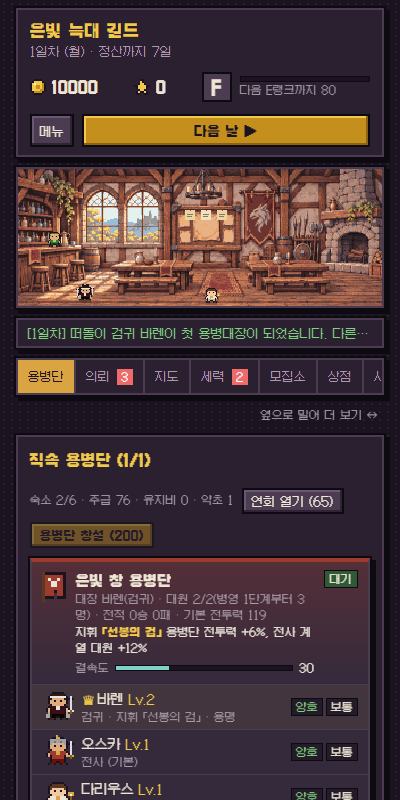 은빛 늑대 길드
1일차 (월) · 정산까지 7일
10000
0
F
다음 E랭크까지 80
메뉴
다음 날 ▶
[1일차] 떠돌이 검귀 바렌이 첫 용병대장이 되었습니다. 다른…
용병단
의뢰 3
지도
세력 2
모집소
상점
옆으로 밀어 더 보기 ↔
직속 용병단 (1/1)
숙소 2/6 · 주급 76 · 유지비 0 · 약초 1
연회 열기 (65)
용병단 창설 (200)
은빛 창 용병단
대기
대장 바렌(검귀) · 대원 2/2(병영 1단계부터 3
명) · 전적 0승 0패 · 기본 전투력 119
지휘 「선봉의 검」 용병단 전투력 +6%, 전사 계
열 대원 +12%
결속도
30
♛바렌 Lv.2
검귀 · 지휘 「선봉의 검」 · 용명
양호 보통
오스카 Lv.1
전사 (기본)
양호 보통
다리우스 Lv.1
양호 보통